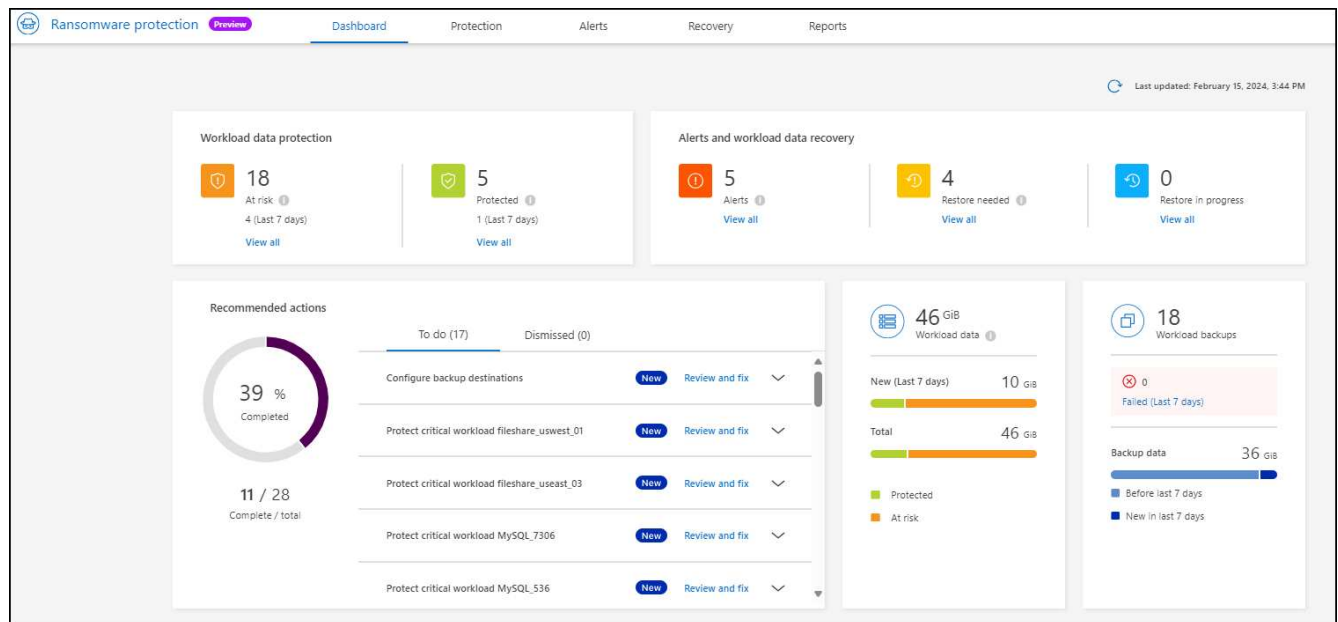 Ransomware protection Preview Dashboard Protection Alerts Recovery Reports
Last updated: February 15, 2024, 3:44 PM
Workload data protection
18
At risk
4 (Last 7 days)
View all
5
Protected
1 (Last 7 days)
View all
Alerts and workload data recovery
5
Alerts
View all
4
Restore needed
View all
0
Restore in progress
View all
Recommended actions
39 %
Completed
11 / 28
Complete / total
To do (17) Dismissed (0)
Configure backup destinations New Review and fix
Protect critical workload fileshare_uswest_01 New Review and fix
Protect critical workload fileshare_useast_03 New Review and fix
Protect critical workload MySQL_7306 New Review and fix
Protect critical workload MySQL_536 New Review and fix
46 GiB
Workload data
New (Last 7 days) 10 GiB
Total 46 GiB
Protected
At risk
18
Workload backups
0
Failed (Last 7 days)
Backup data 36 GiB
Before last 7 days
New in last 7 days